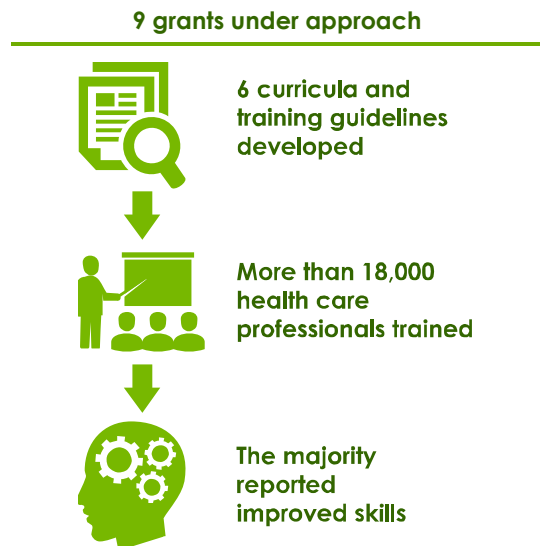 9 grants under approach
6 curricula and
training guidelines
developed
More than 18,000
health care
professionals trained
The majority
reported
improved skills